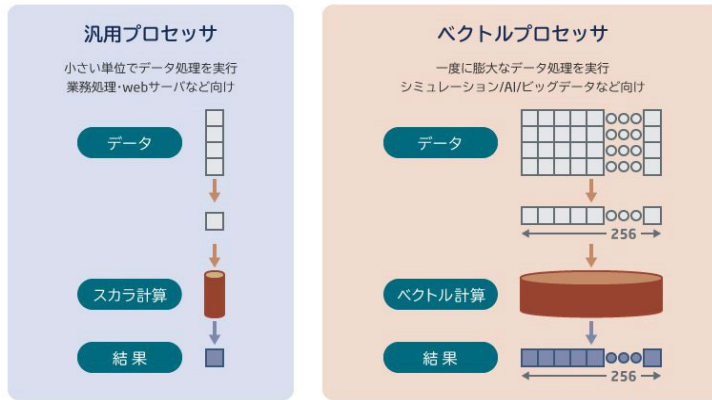 汎用プロセッサ
小さい単位でデータ処理を実行
業務処理・webサーバなど向け
データ
スカラ計算
結果
ベクトルプロセッサ
一度に膨大なデータ処理を実行
シミュレーション/AI/ビッグデータなど向け
データ
256
ベクトル計算
結果
256